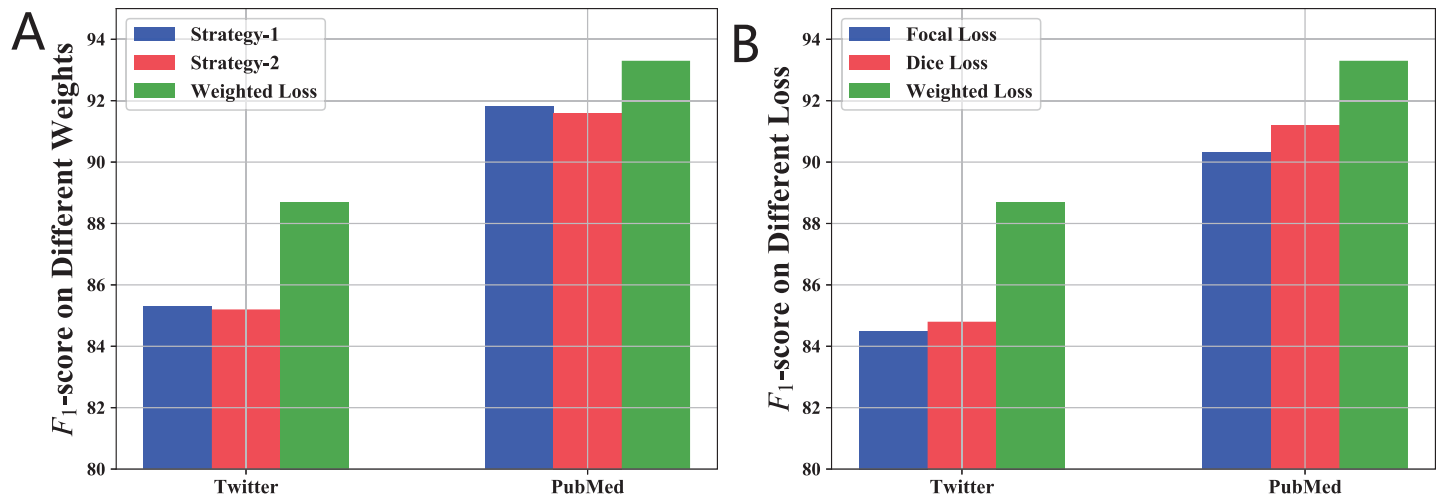 A
F1-score on Different Weights
94
92
90
88
86
84
82
80
Strategy-1
Strategy-2
Weighted Loss
Twitter
PubMed
B
F1-score on Different Loss
94
92
90
88
86
84
82
80
Focal Loss
Dice Loss
Weighted Loss
Twitter
PubMed